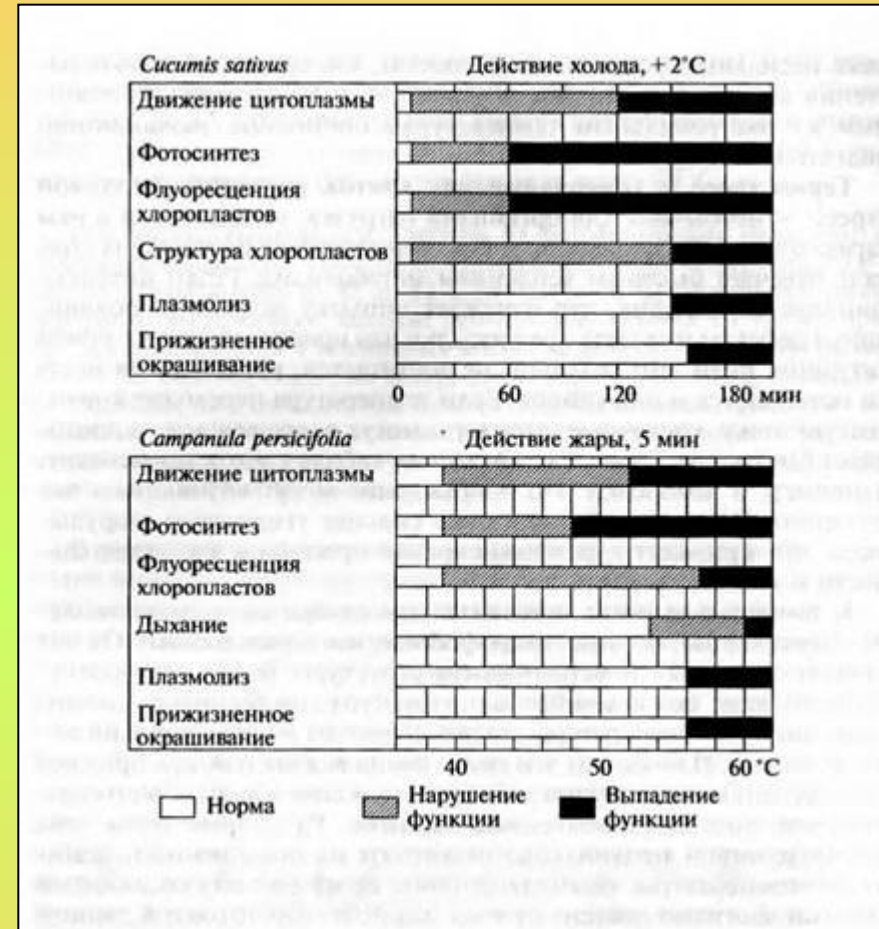 Cucumis sativus Действие холода, +2°C
Движение цитоплазмы
Фотосинтез
Флуоресценция
хлоропластов
Структура хлоропластов
Плазмолиз
Прижизненное
окрашивание
0 60 120 180 мин
Campanula persicifolia Действие жары, 5 мин
Движение цитоплазмы
Фотосинтез
Флуоресценция
хлоропластов
Дыхание
Плазмолиз
Прижизненное
окрашивание
40 50 60 °C
Норма Нарушение функции Выпадение функции